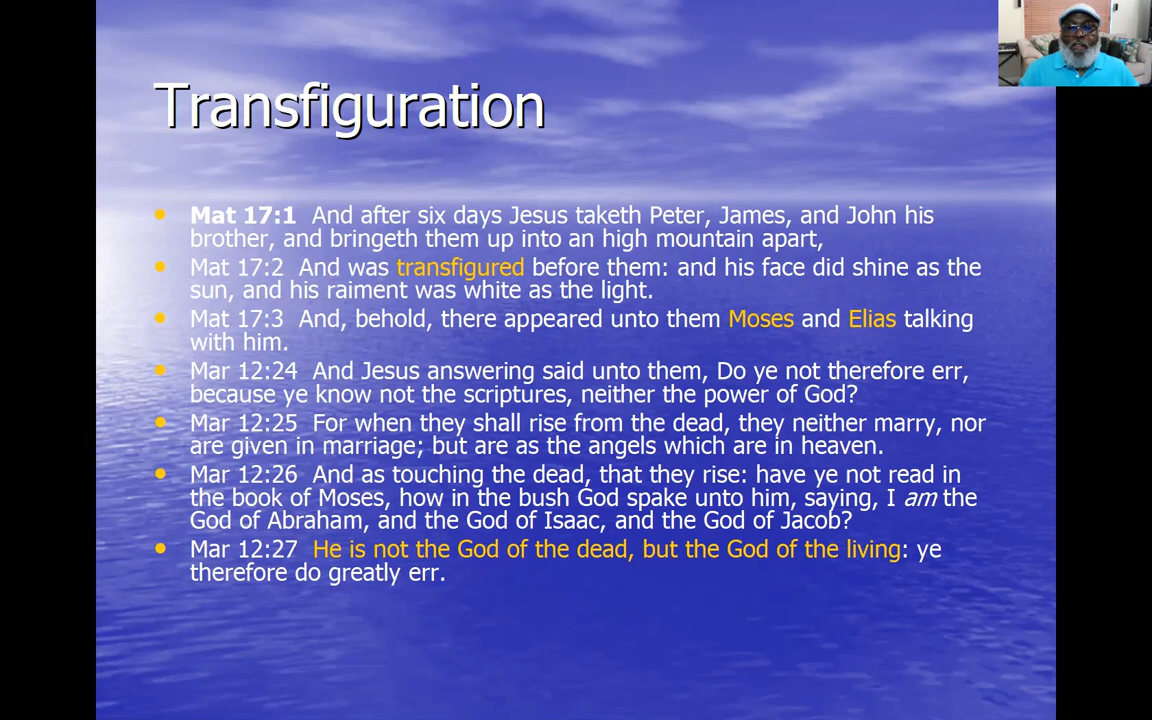 Transfiguration
Mat 17:1 And after six days Jesus taketh Peter, James, and John his
brother, and bringeth them up into an high mountain apart,
Mat 17:2 And was transfigured before them: and his face did shine as the
sun, and his raiment was white as the light.
Mat 17:3 And, behold, there appeared unto them Moses and Elias talking
with him.
Mar 12:24 And Jesus answering said unto them, Do ye not therefore err,
because ye know not the scriptures, neither the power of God?
Mar 12:25 For when they shall rise from the dead, they neither marry, nor
are given in marriage; but are as the angels which are in heaven.
Mar 12:26 And as touching the dead, that they rise: have ye not read in
the book of Moses, how in the bush God spake unto him, saying, I am the
God of Abraham, and the God of Isaac, and the God of Jacob?
Mar 12:27 He is not the God of the dead, but the God of the living: ye
therefore do greatly err.